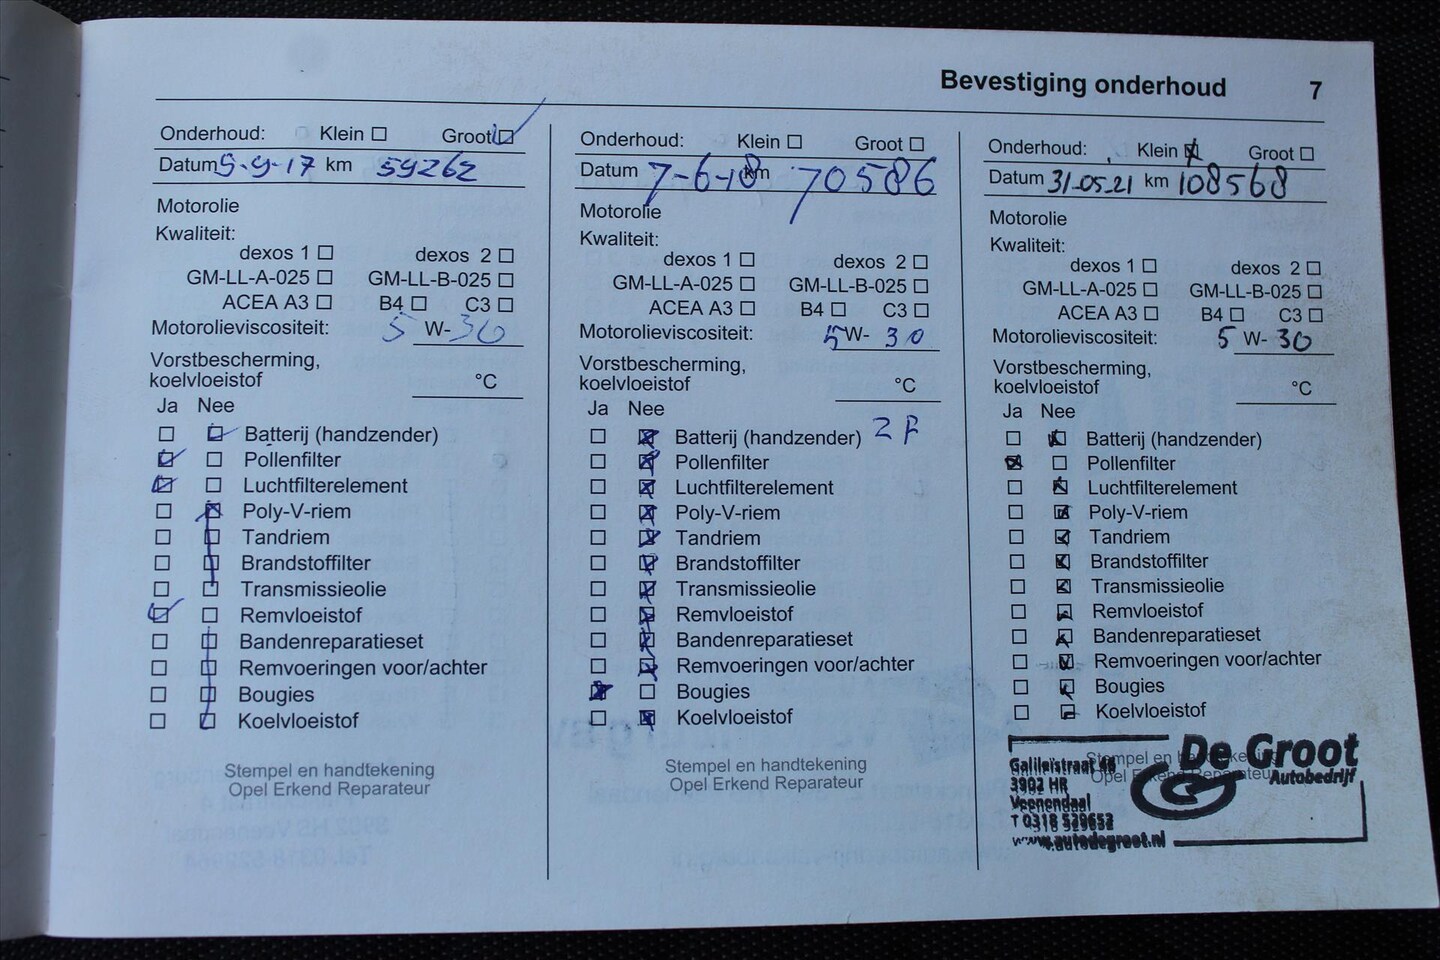 Bevestiging onderhoud 7
Onderhoud: Klein Groot
Datum 5-9-17 km 59262
Motorolie
Kwaliteit:
dexos 1 dexos 2
GM-LL-A-025 GM-LL-B-025
ACEA A3 B4 C3
Motorolieviscositeit: 5 W-30
Vorstbescherming,
koelvloeistof °C
Ja Nee
Batterij (handzender)
Pollenfilter
Luchtfilterelement
Poly-V-riem
Tandriem
Brandstoffilter
Transmissieolie
Remvloeistof
Bandenreparatieset
Remvoeringen voor/achter
Bougies
Koelvloeistof
Stempel en handtekening
Opel Erkend Reparateur
Onderhoud: Klein Groot
Datum 7-6-18 km 70586
Motorolie
Kwaliteit:
dexos 1 dexos 2
GM-LL-A-025 GM-LL-B-025
ACEA A3 B4 C3
Motorolieviscositeit: 5W- 30
Vorstbescherming,
koelvloeistof °C
Ja Nee
Batterij (handzender)
Pollenfilter
Luchtfilterelement
Poly-V-riem
Tandriem
Brandstoffilter
Transmissieolie
Remvloeistof
Bandenreparatieset
Remvoeringen voor/achter
Bougies
Koelvloeistof
Stempel en handtekening
Opel Erkend Reparateur
Onderhoud: Klein Groot
Datum 31-05-21 km 108568
Motorolie
Kwaliteit:
dexos 1 dexos 2
GM-LL-A-025 GM-LL-B-025
ACEA A3 B4 C3
Motorolieviscositeit: 5 W- 30
Vorstbescherming,
koelvloeistof °C
Ja Nee
Batterij (handzender)
Pollenfilter
Luchtfilterelement
Poly-V-riem
Tandriem
Brandstoffilter
Transmissieolie
Remvloeistof
Bandenreparatieset
Remvoeringen voor/achter
Bougies
Koelvloeistof
Stempel en
Opel Erkend Reparateur
De Groot
Autobedrijf
Galileïstraat
3902 HR
Veenendaal
T 0318 529652
www.autodegroot.nl